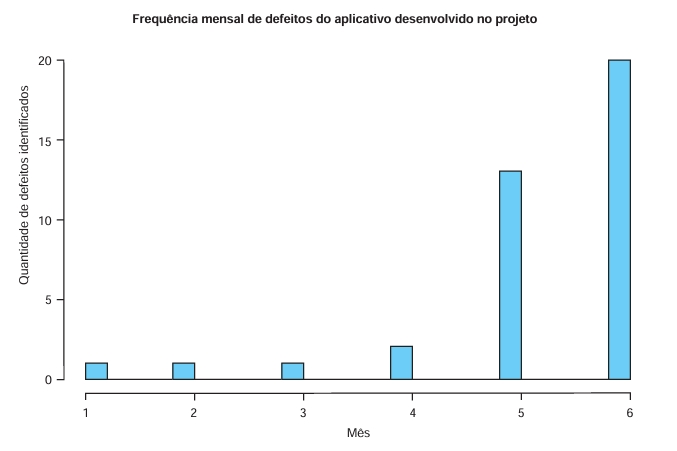 Frequência mensal de defeitos do aplicativo desenvolvido no projeto
Quantidade de defeitos identificados
20
15
10
5
0
1 2 3 4 5 6
Mês